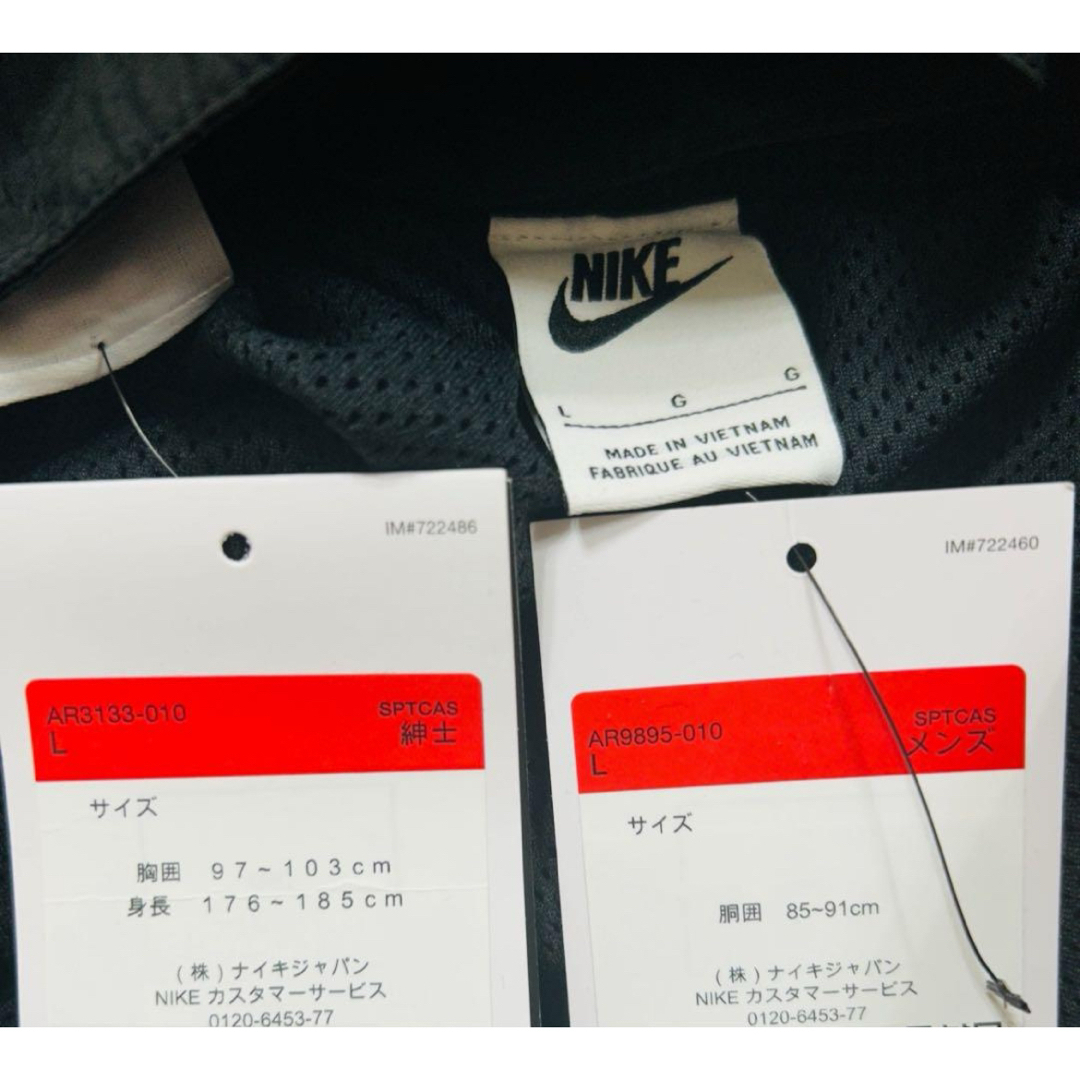 NIKE
L G G
MADE IN VIETNAM
FABRIQUE AU VIETNAM
IM#722486
AR3133-010 SPTCAS
L 紳士
サイズ
胸囲 97~103cm
身長 176~185cm
(株)ナイキジャパン
NIKE カスタマーサービス
0120-6453-77
IM#722460
AR9895-010 SPTCAS
L メンズ
サイズ
胴囲 85~91cm
(株)ナイキジャパン
NIKE カスタマーサービス
0120-6453-77